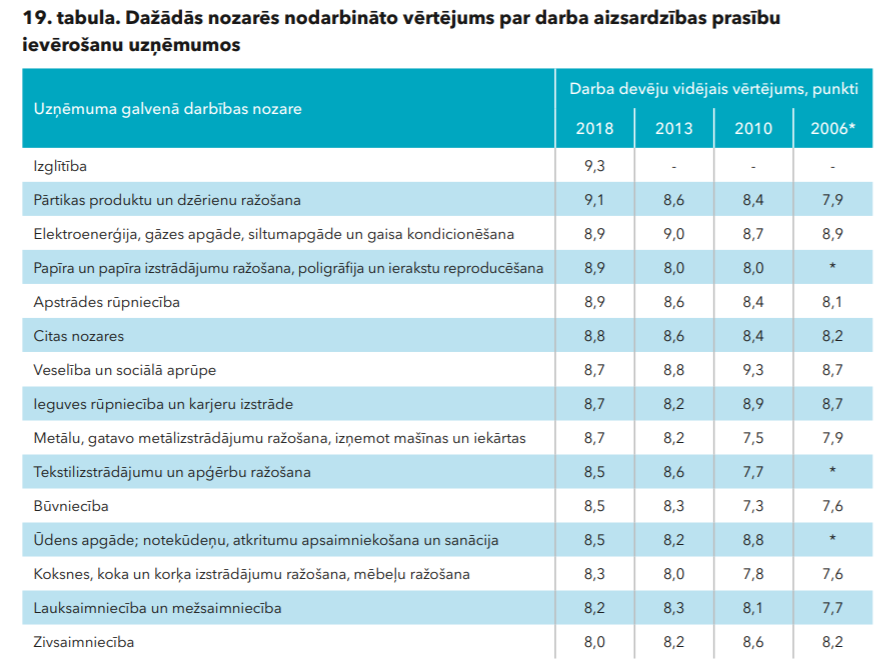 19. tabula. Dažādās nozarēs nodarbināto vērtējums par darba aizsardzības prasību
ievērošanu uzņēmumos
Uzņēmuma galvenā darbības nozare
Darba devēju vidējais vērtējums, punkti
2018 2013 2010 2006*
Izglītība 9,3 - - -
Pārtikas produktu un dzērienu ražošana 9,1 8,6 8,4 7,9
Elektroenerģija, gāzes apgāde, siltumapgāde un gaisa kondicionēšana 8,9 9,0 8,7 8,9
Papīra un papīra izstrādājumu ražošana, poligrāfija un ierakstu reproducēšana 8,9 8,0 8,0 *
Apstrādes rūpniecība 8,9 8,6 8,4 8,1
Citas nozares 8,8 8,6 8,4 8,2
Veselība un sociālā aprūpe 8,7 8,8 9,3 8,7
Ieguves rūpniecība un karjeru izstrāde 8,7 8,2 8,9 8,7
Metālu, gatavo metālizstrādājumu ražošana, izņemot mašīnas un iekārtas 8,7 8,2 7,5 7,9
Tekstilizstrādājumu un apģērbu ražošana 8,5 8,6 7,7 *
Būvniecība 8,5 8,3 7,3 7,6
Ūdens apgāde; notekūdeņu, atkritumu apsaimniekošana un sanācija 8,5 8,2 8,8 *
Koksnes, koka un korķa izstrādājumu ražošana, mēbeļu ražošana 8,3 8,0 7,8 7,6
Lauksaimniecība un mežsaimniecība 8,2 8,3 8,1 7,7
Zivsaimniecība 8,0 8,2 8,6 8,2